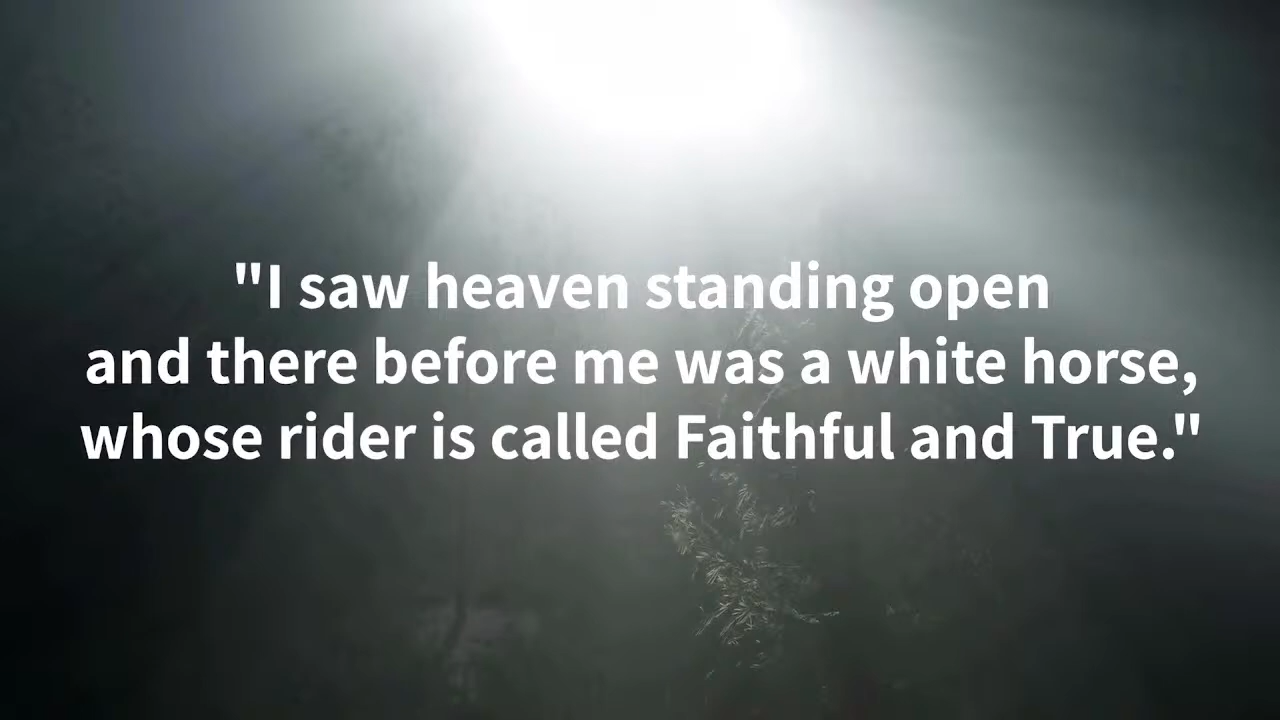 "I saw heaven standing open
and there before me was a white horse,
whose rider is called Faithful and True."